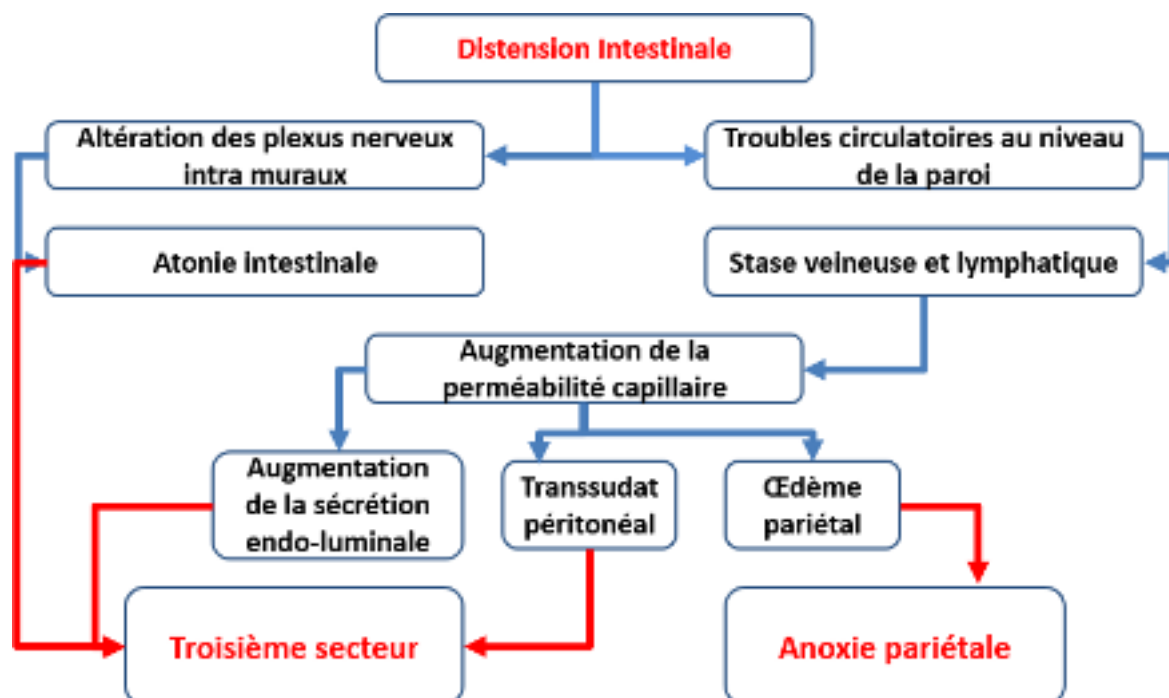 Distension Intestinale
Altération des plexus nerveux
intra muraux
Troubles circulatoires au niveau
de la paroi
Atonie intestinale
Stase veineuse et lymphatique
Augmentation de la
perméabilité capillaire
Augmentation
de la sécrétion
endo-luminale
Transsudat
péritonéal
Œdème
pariétal
Troisième secteur
Anoxie pariétale